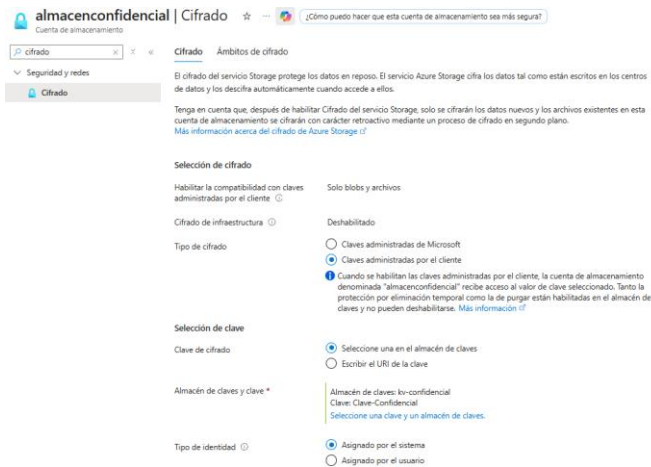 almacenconfidencial | Cifrado
¿Cómo puedo hacer que esta cuenta de almacenamiento sea más segura?
Cuenta de almacenamiento
cifrado
Seguridad y redes
Cifrado
Cifrado Ámbitos de cifrado
El cifrado del servicio Storage protege los datos en reposo. El servicio Azure Storage cifra los datos tal como están escritos en los centros
de datos y los descifra automáticamente cuando accede a ellos.
Tenga en cuenta que, después de habilitar Cifrado del servicio Storage, solo se cifrarán los datos nuevos y los archivos existentes en esta
cuenta de almacenamiento se cifrarán con carácter retroactivo mediante un proceso de cifrado en segundo plano.
Más información acerca del cifrado de Azure Storage
Selección de cifrado
Habilitar la compatibilidad con claves
administradas por el cliente
Solo blobs y archivos
Cifrado de infraestructura
Deshabilitado
Tipo de cifrado
Claves administradas de Microsoft
Claves administradas por el cliente
Cuando se habilitan las claves administradas por el cliente, la cuenta de almacenamiento
denominada "almacenconfidencial" recibe acceso al valor de clave seleccionado. Tanto la
protección por eliminación temporal como la de purgar están habilitadas en el almacén de
claves y no pueden deshabilitarse. Más información
Selección de clave
Clave de cifrado
Seleccione una en el almacén de claves
Escribir el URI de la clave
Almacén de claves y clave *
Almacén de claves: kv-confidencial
Clave: Clave-Confidencial
Seleccione una clave y un almacén de claves.
Tipo de identidad
Asignado por el sistema
Asignado por el usuario